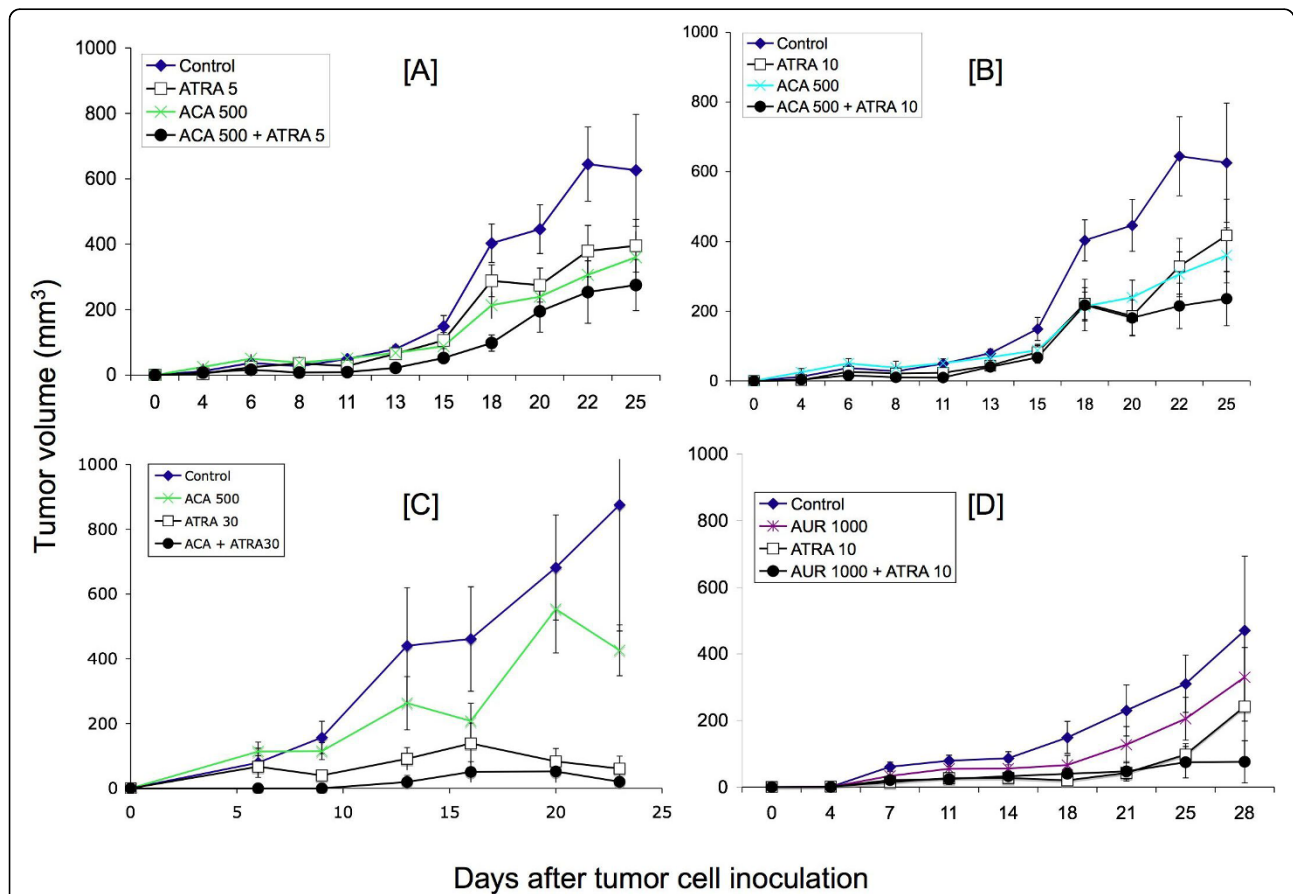 Tumor volume (mm³)
[A]
Control
ATRA 5
ACA 500
ACA 500 + ATRA 5
1000
800
600
400
200
0
0 4 6 8 11 13 15 18 20 22 25
[B]
Control
ATRA 10
ACA 500
ACA 500 + ATRA 10
1000
800
600
400
200
0
0 4 6 8 11 13 15 18 20 22 25
[C]
Control
ACA 500
ATRA 30
ACA + ATRA30
1000
800
600
400
200
0
0 5 10 15 20 25
[D]
Control
AUR 1000
ATRA 10
AUR 1000 + ATRA 10
1000
800
600
400
200
0
0 4 7 11 14 18 21 25 28
Days after tumor cell inoculation